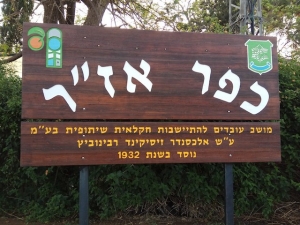 כפר אז"ר
מושב עובדים להתיישבות חקלאית שיתופית בע"מ
ע"ש אלכסנדר זיסקינד רבינוביץ
נוסד בשנת 1932